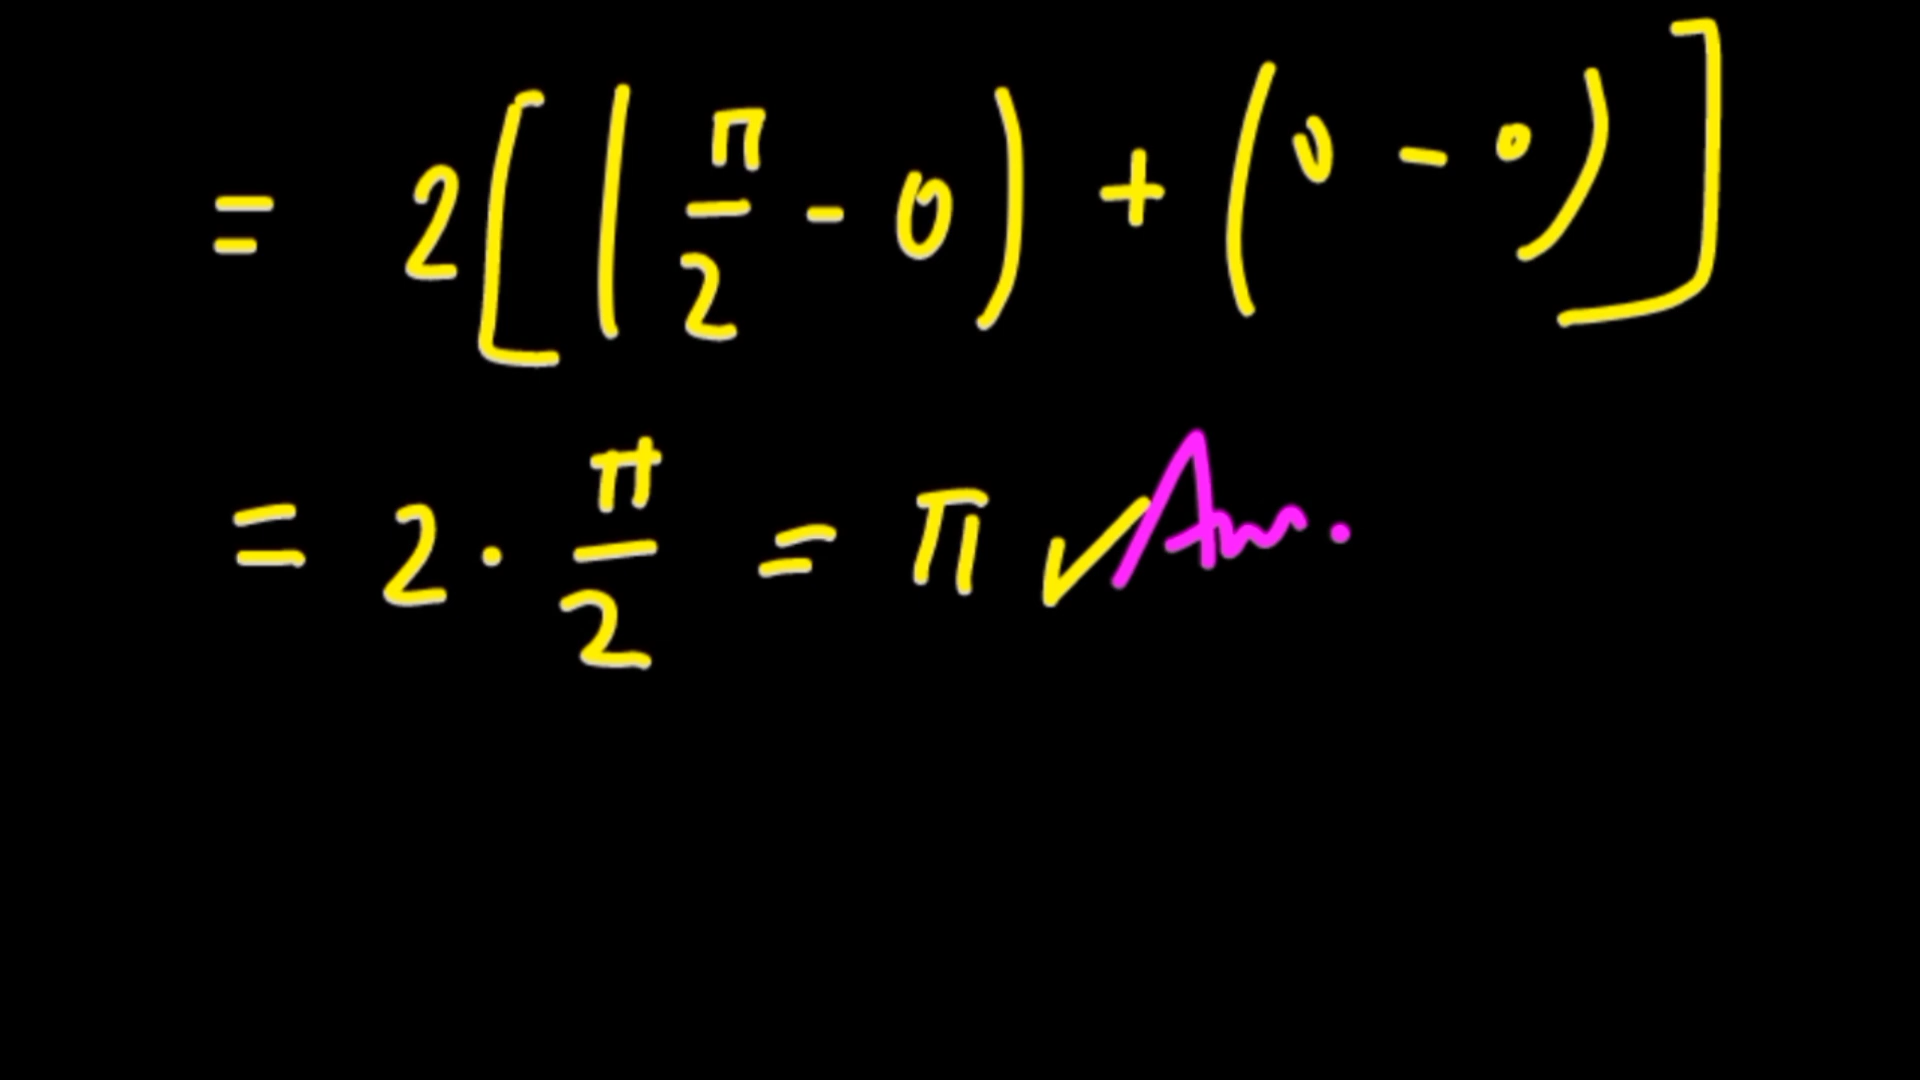 = 2[(π/2 - 0) + (0 - 0)]
= 2 · π/2 = π ✓ Ans.